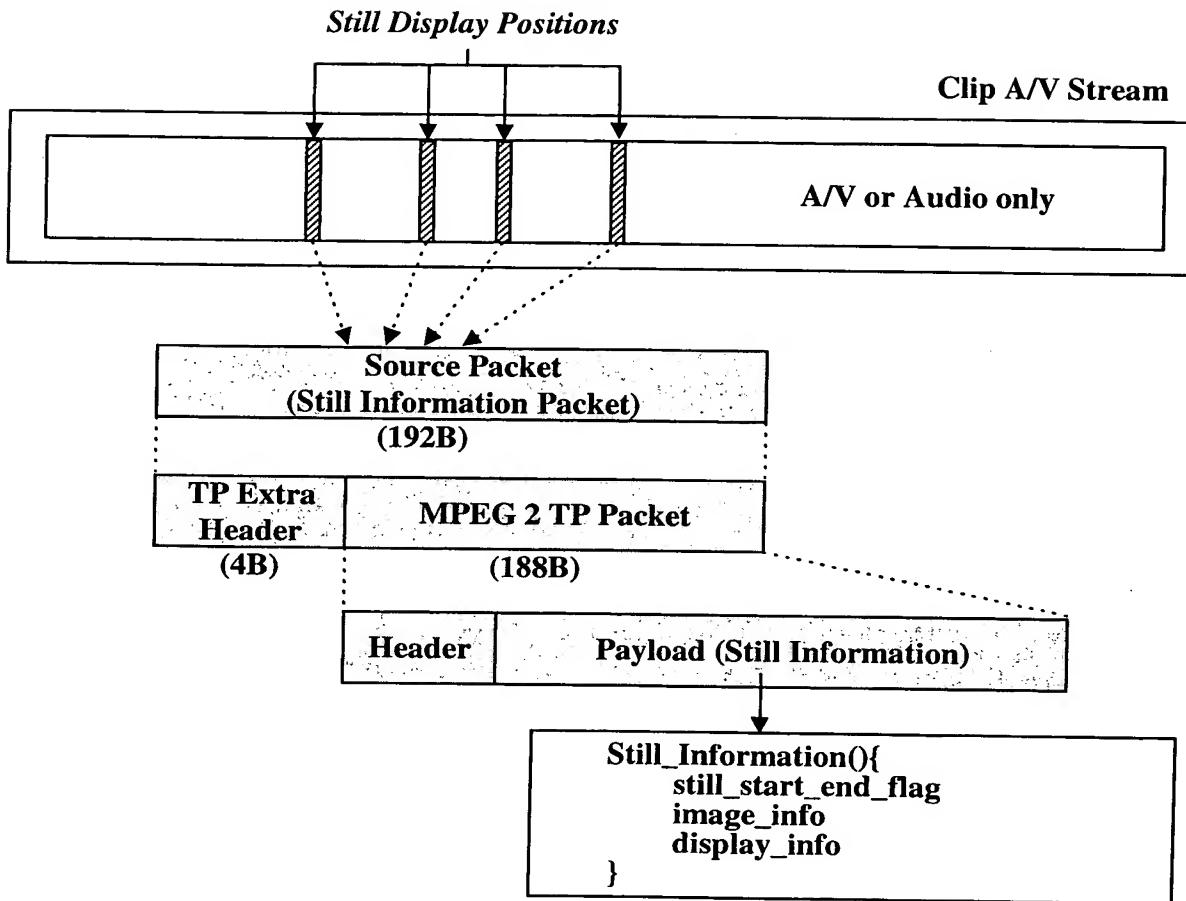 Still Display Positions
Clip A/V Stream
A/V or Audio only
Source Packet
(Still Information Packet)
(192B)
TP Extra
Header
MPEG 2 TP Packet
(4B)
(188B)
Header
Payload (Still Information)
Still_Information(){
still_start_end_flag
image_info
display_info
}